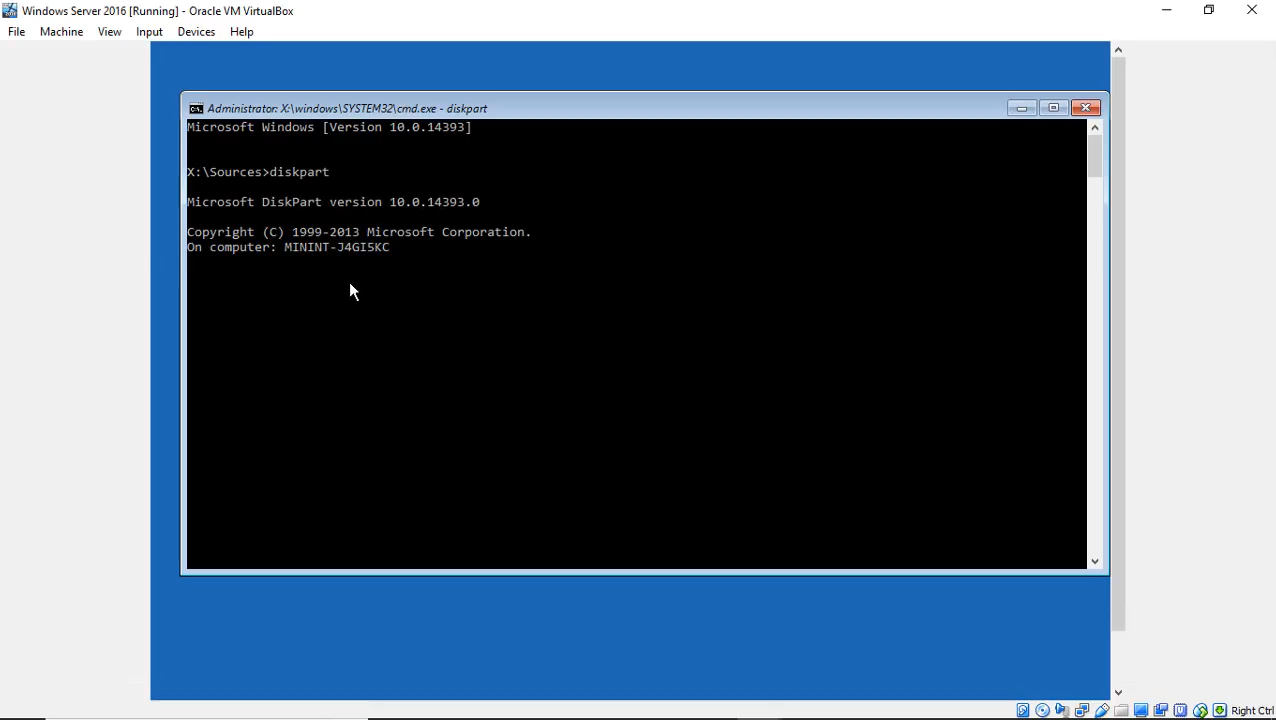 Windows Server 2016 [Running] - Oracle VM VirtualBox
File Machine View Input Devices Help
Administrator: X:\windows\SYSTEM32\cmd.exe - diskpart
Microsoft Windows [Version 10.0.14393]
X:\Sources>diskpart
Microsoft DiskPart version 10.0.14393.0
Copyright (C) 1999-2013 Microsoft Corporation.
On computer: MININT-J4GI5KC
Right Ctrl